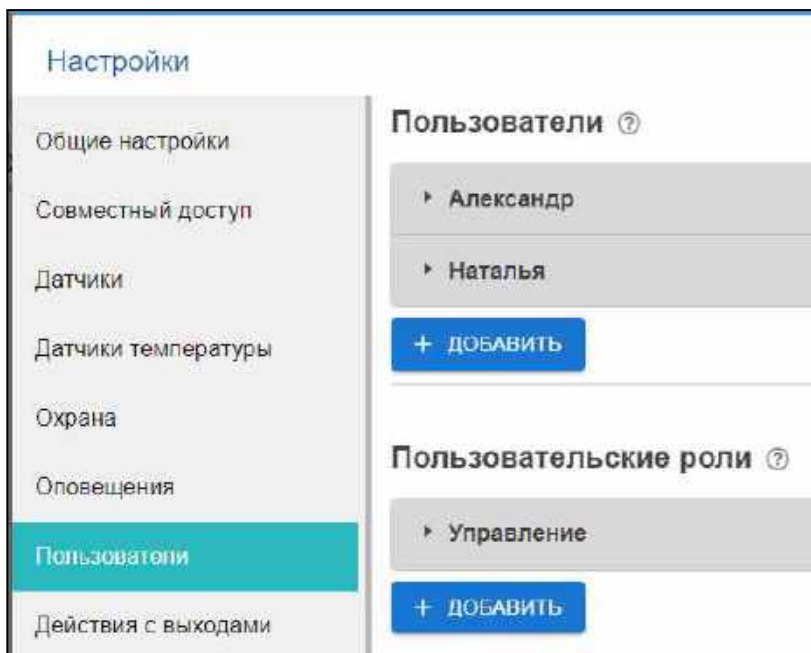 Настройки
Общие настройки
Совместный доступ
Датчики
Датчики температуры
Охрана
Оповещения
Пользователи
Действия с выходами
Пользователи ?
Александр
Наталья
+ ДОБАВИТЬ
Пользовательские роли ?
Управление
+ ДОБАВИТЬ